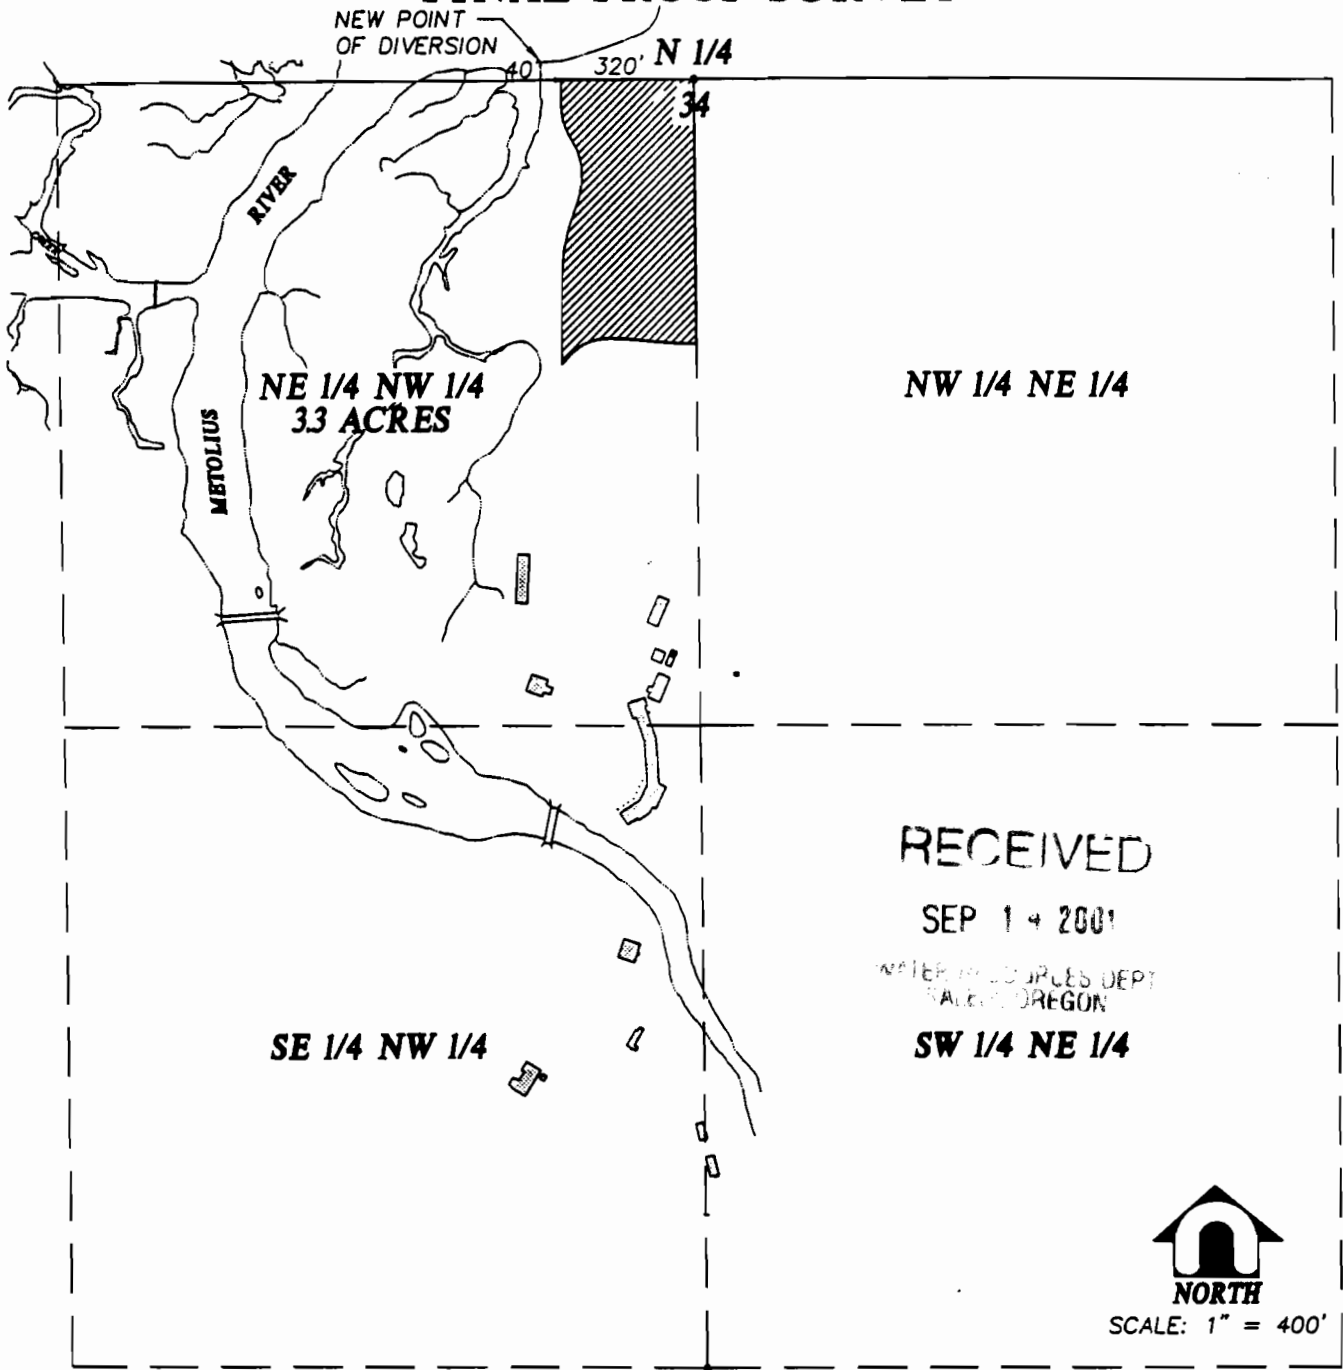 NEW POINT
OF DIVERSION
40'
320'
N 1/4
34
RIVER
NE 1/4 NW 1/4
3.3 ACRES
METOLIUS
NW 1/4 NE 1/4
RECEIVED
SEP 1 2001
WATER DEPT
OREGON
SE 1/4 NW 1/4
SW 1/4 NE 1/4
NORTH
SCALE: 1" = 400'